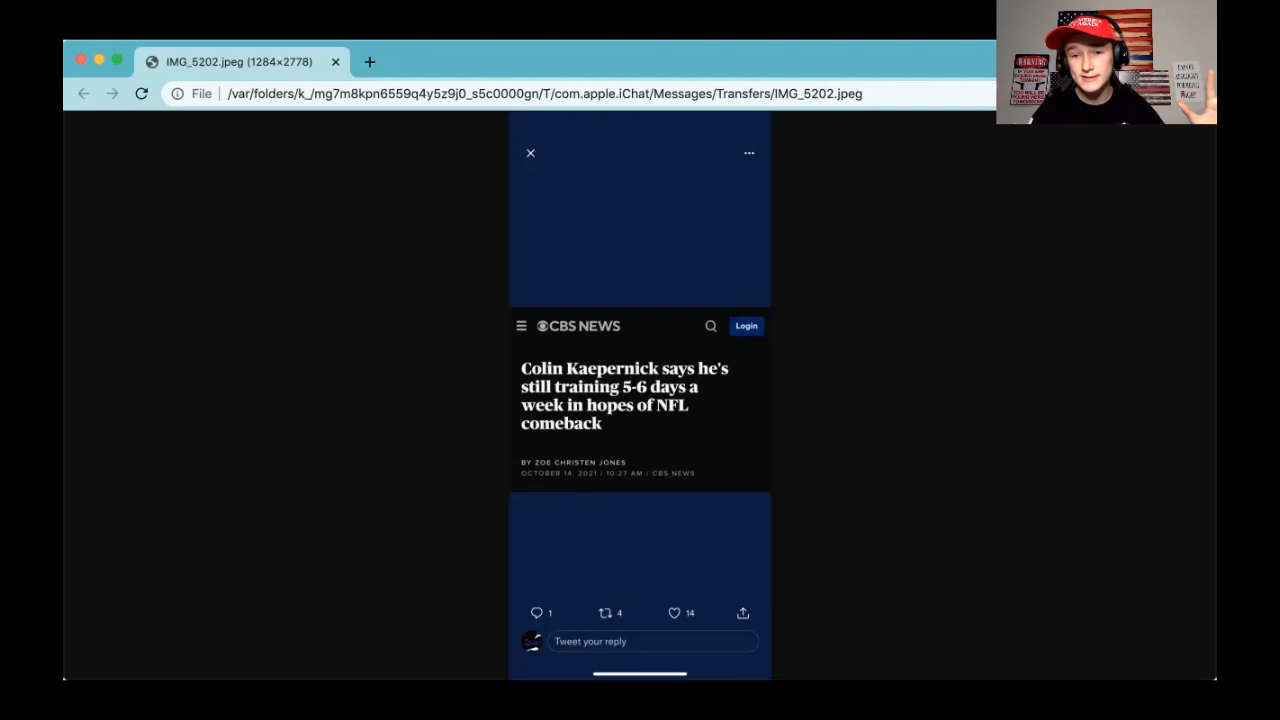 IMG_5202.jpeg (1284×2778)
File
/var/folders/k_/mg7m8kpn6559q4ys_s9j0_s80000gn/T/com.apple.iChat/Messages/Transfers/IMG_5202.jpeg
CBS NEWS
Login
Colin Kaepernick says he's
still training 5-6 days a
week in hopes of NFL
comeback
BY ZOE CHRISTEN JONES
OCTOBER 14, 2021 / 10:27 AM / CBS NEWS
1
4
14
Tweet your reply